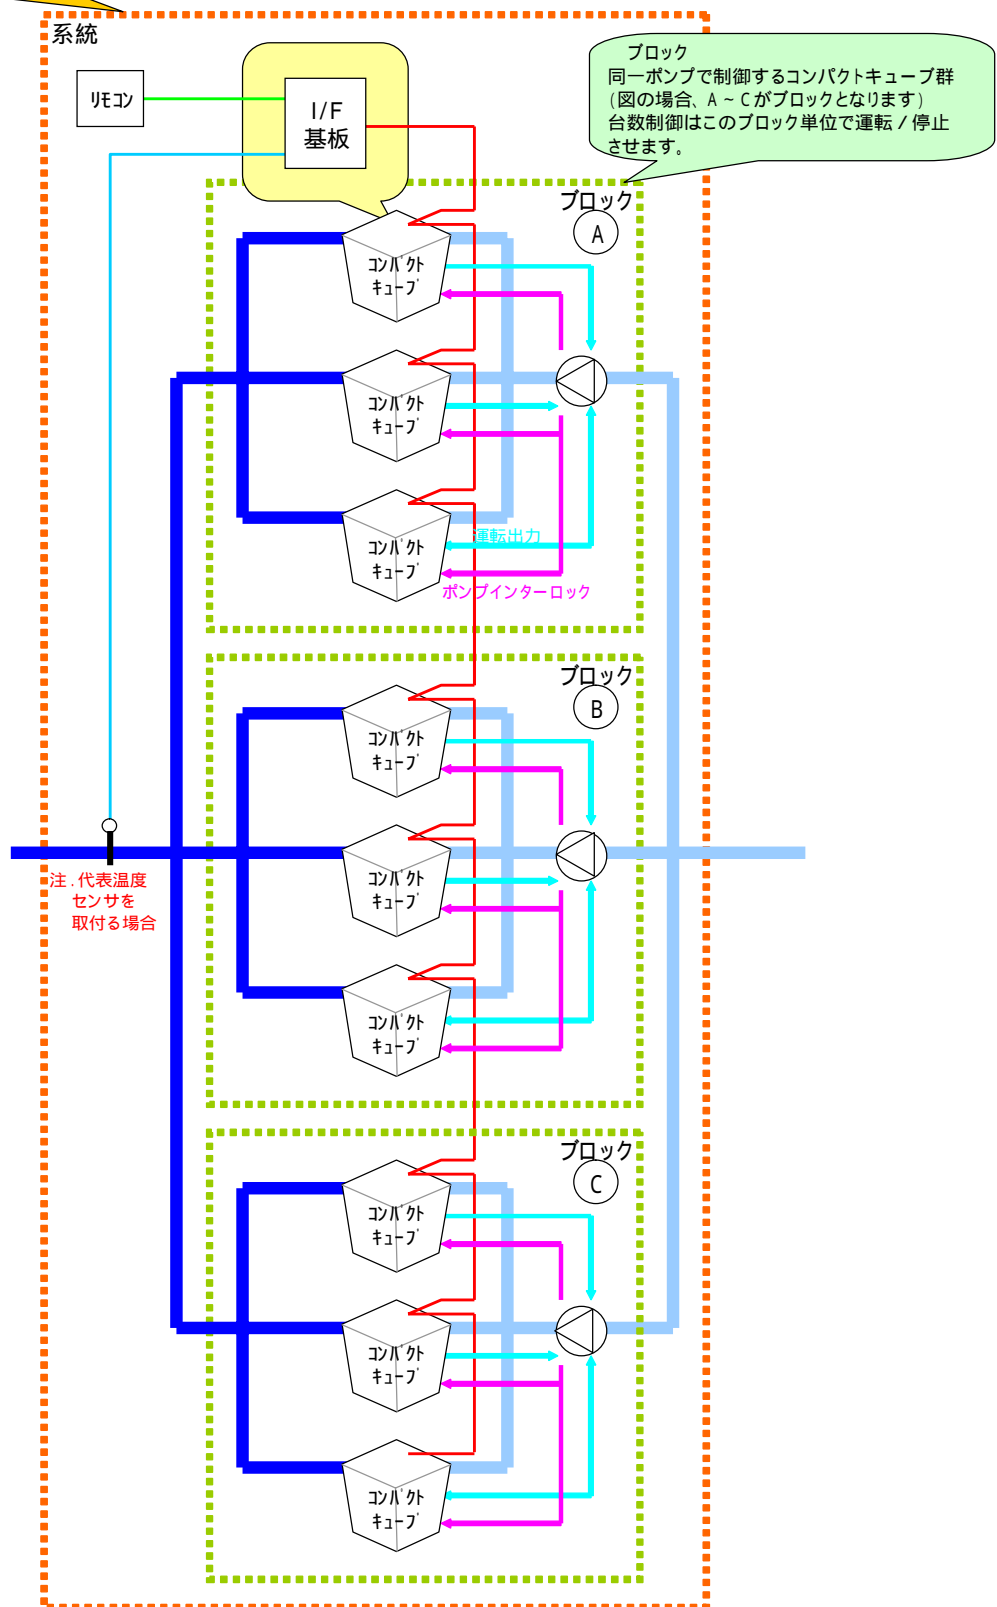 系統
リモコン
I/F
基板
ブロック
同一ポンプで制御するコンパクトキューブ群
(図の場合、A~Cがブロックとなります)
台数制御はこのブロック単位で運転/停止
させます。
ブロック
A
コンパクト
キューブ
コンパクト
キューブ
コンパクト
キューブ
運転出力
ポンプインターロック
ブロック
B
コンパクト
キューブ
コンパクト
キューブ
コンパクト
キューブ
注.代表温度
センサを
取付る場合
ブロック
C
コンパクト
キューブ
コンパクト
キューブ
コンパクト
キューブ